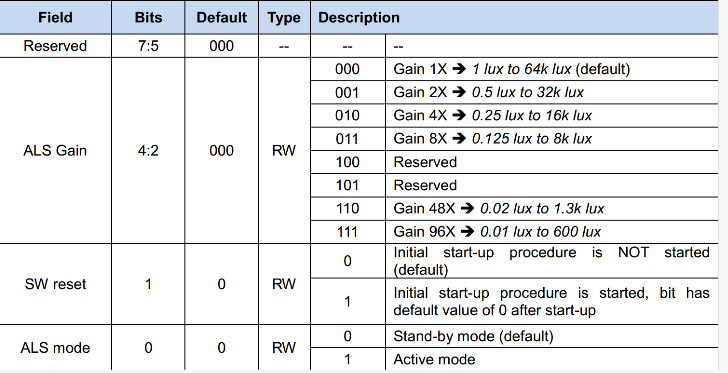 Field Bits Default Type Description
Reserved 7:5 000 -- -- --
ALS Gain 4:2 000 RW
000 Gain 1X ➔ 1 lux to 64k lux (default)
001 Gain 2X ➔ 0.5 lux to 32k lux
010 Gain 4X ➔ 0.25 lux to 16k lux
011 Gain 8X ➔ 0.125 lux to 8k lux
100 Reserved
101 Reserved
110 Gain 48X ➔ 0.02 lux to 1.3k lux
111 Gain 96X ➔ 0.01 lux to 600 lux
SW reset 1 0 RW
0 Initial start-up procedure is NOT started
(default)
1 Initial start-up procedure is started, bit has
default value of 0 after start-up
ALS mode 0 0 RW
0 Stand-by mode (default)
1 Active mode